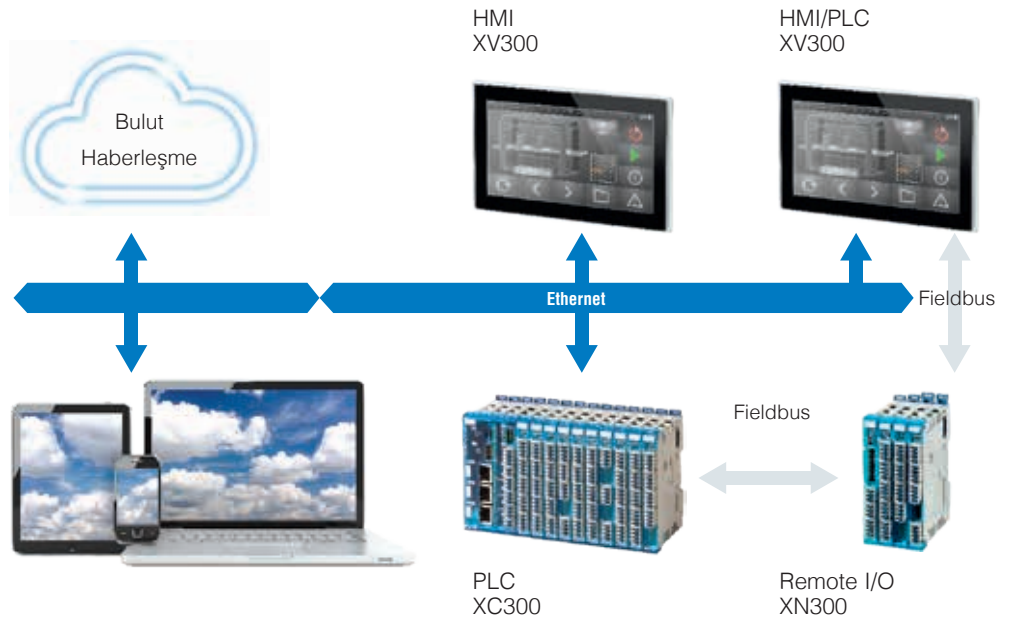 HMI
XV300
HMI/PLC
XV300
Bulut
Haberleşme
Ethernet
Fieldbus
Fieldbus
PLC
XC300
Remote I/O
XN300